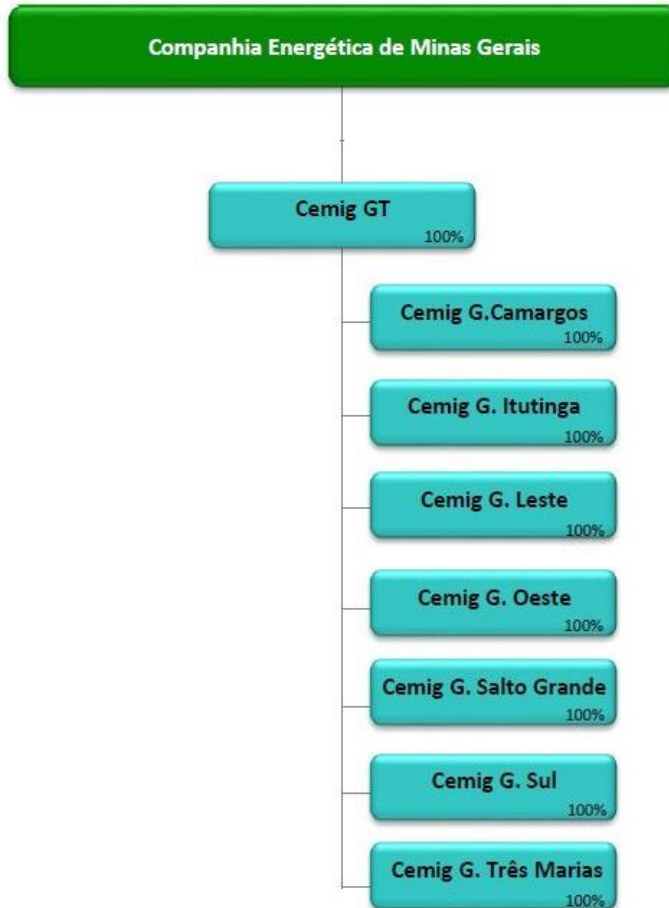 Companhia Energética de Minas Gerais
Cemig GT
100%
Cemig G.Camargos
100%
Cemig G. Itutinga
100%
Cemig G. Leste
100%
Cemig G. Oeste
100%
Cemig G. Salto Grande
100%
Cemig G. Sul
100%
Cemig G. Três Marias
100%